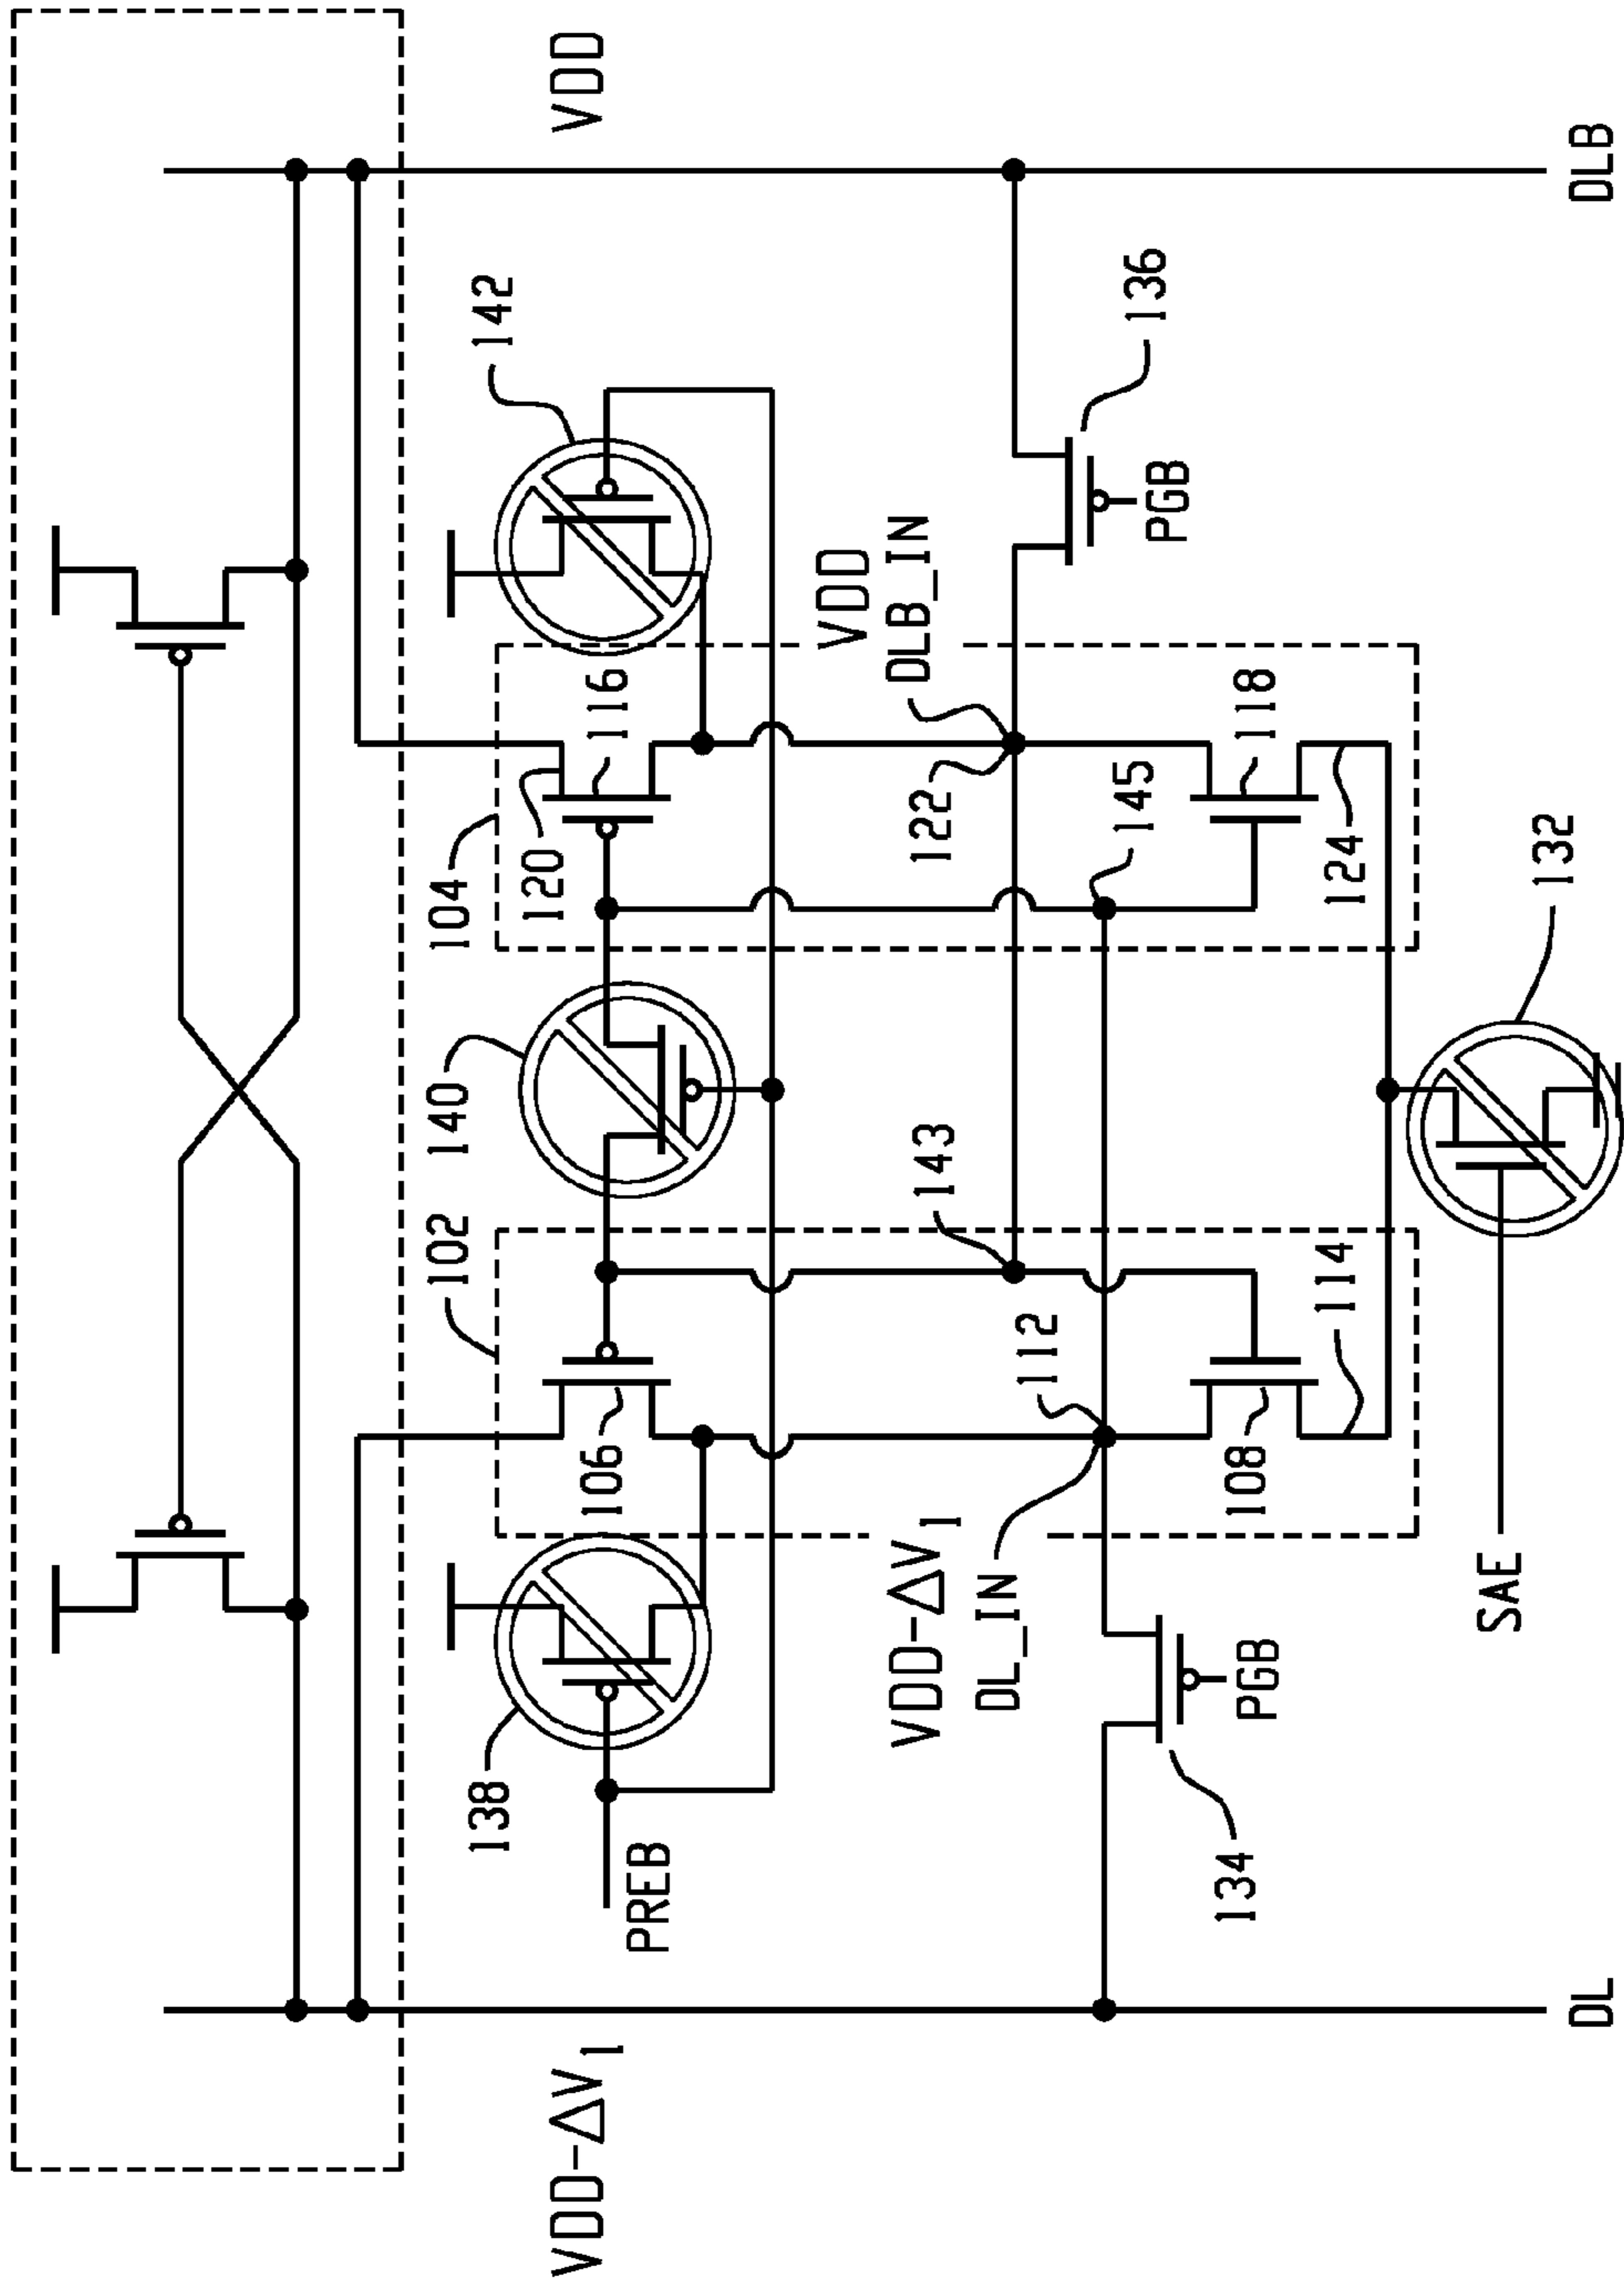 VDD-ΔV1
VDD
142
138
PREB
102
140
104
120
116
106
VDD
DLB_IN
VDD-ΔV1
DL_IN
112
143
122
145
136
PGB
134
PGB
108
114
124
118
SAE
132
DL
DLB